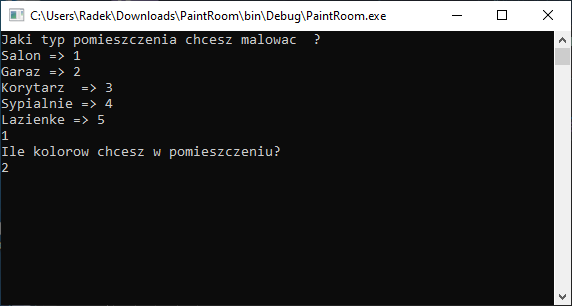 C:\Users\Radek\Downloads\PaintRoom\bin\Debug\PaintRoom.exe
Jaki typ pomieszczenia chcesz malowac  ?
Salon => 1
Garaz => 2
Korytarz  => 3
Sypialnie => 4
Lazienke => 5
1
Ile kolorow chcesz w pomieszczeniu?
2